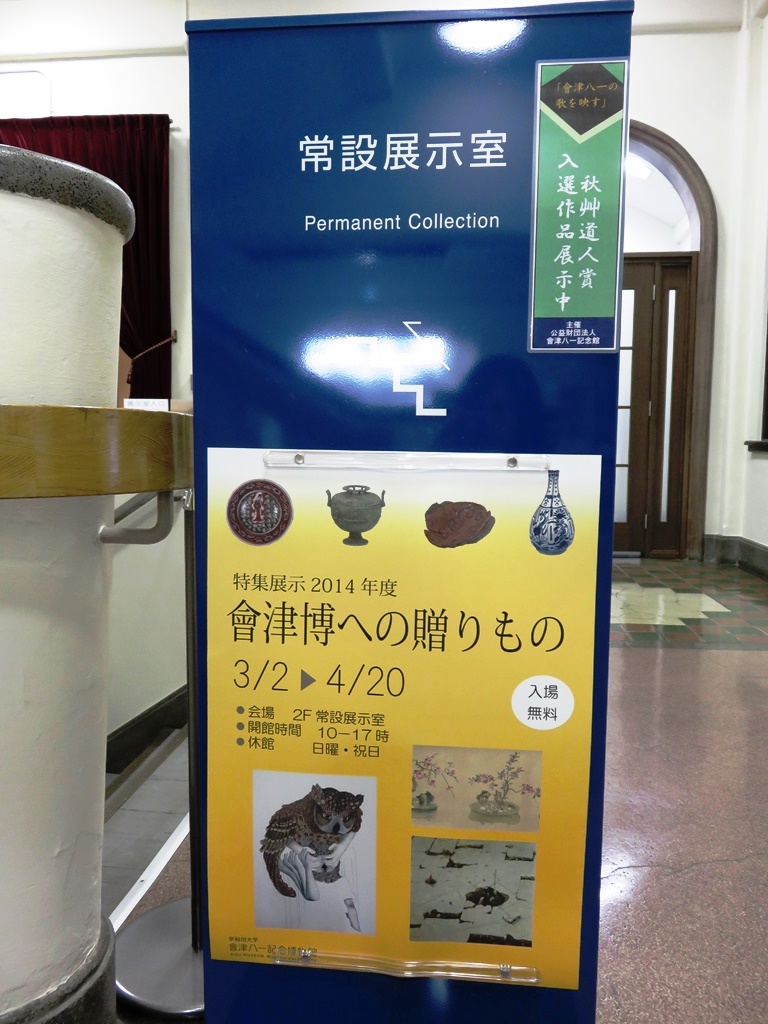 常設展示室
Permanent Collection
「會津八一の
歌を映す」
秋艸道人賞
入選作品展示中
主催
公益財団法人
會津八一記念館
特集展示 2014 年度
會津博への贈りもの
3/2 ▶ 4/20
入場
無料
● 会場 2F 常設展示室
● 開館時間 10－17 時
● 休館 日曜・祝日
早稲田大学
會津八一記念博物館